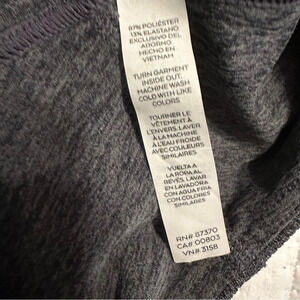 87% POLIÉSTER
13% ELASTANO
EXCLUSIVO DEL
ADORNO
HECHO EN
VIETNAM
TURN GARMENT
INSIDE OUT.
MACHINE WASH
COLD WITH LIKE
COLORS
TOURNER LE
VÊTEMENT À
L'ENVERS. LAVER
À LA MACHINE
À L'EAU FROIDE
AVEC COULEURS
SIMILAIRES
VUELTA A
LA ROPA AL
REVÉS. LAVAR
EN LAVADORA
CON AGUA FRIA
CON COLORES
SIMILARES
RN# 67370
CA# 00803
VN# 3158